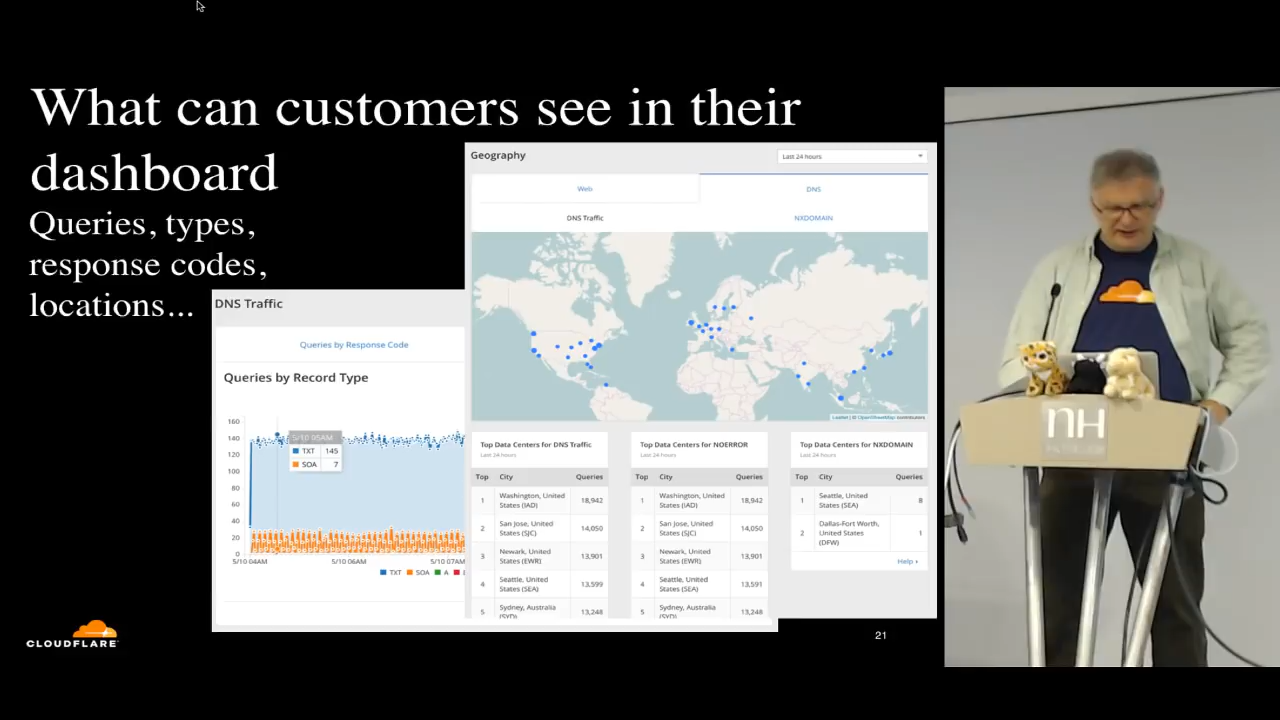 What can customers see in their
dashboard
Queries, types,
response codes,
locations...
DNS Traffic
Queries by Response Code
Queries by Record Type
160
140
120
100
80
60
40
20
0
5/10 05AM
TXT 145
SOA 7
5/10 04AM 5/10 06AM 5/10 07AM
TXT SOA A
Geography
Last 24 hours
Web DNS
DNS Traffic NXDOMAIN
Leaflet | © OpenStreetMap contributors
Top Data Centers for DNS Traffic
Last 24 hours
Top City Queries
1 Washington, United States (IAD) 18,942
2 San Jose, United States (SJC) 14,050
3 Newark, United States (EWR) 13,901
4 Seattle, United States (SEA) 13,599
5 Sydney, Australia (SYD) 13,248
Top Data Centers for NOERROR
Last 24 hours
Top City Queries
1 Washington, United States (IAD) 18,942
2 San Jose, United States (SJC) 14,050
3 Newark, United States (EWR) 13,901
4 Seattle, United States (SEA) 13,591
5 Sydney, Australia (SYD) 13,248
Top Data Centers for NXDOMAIN
Last 24 hours
Top City Queries
1 Seattle, United States (SEA) 8
2 Dallas-Fort Worth, United States (DFW) 1
Help
CLOUDFLARE
21
nH